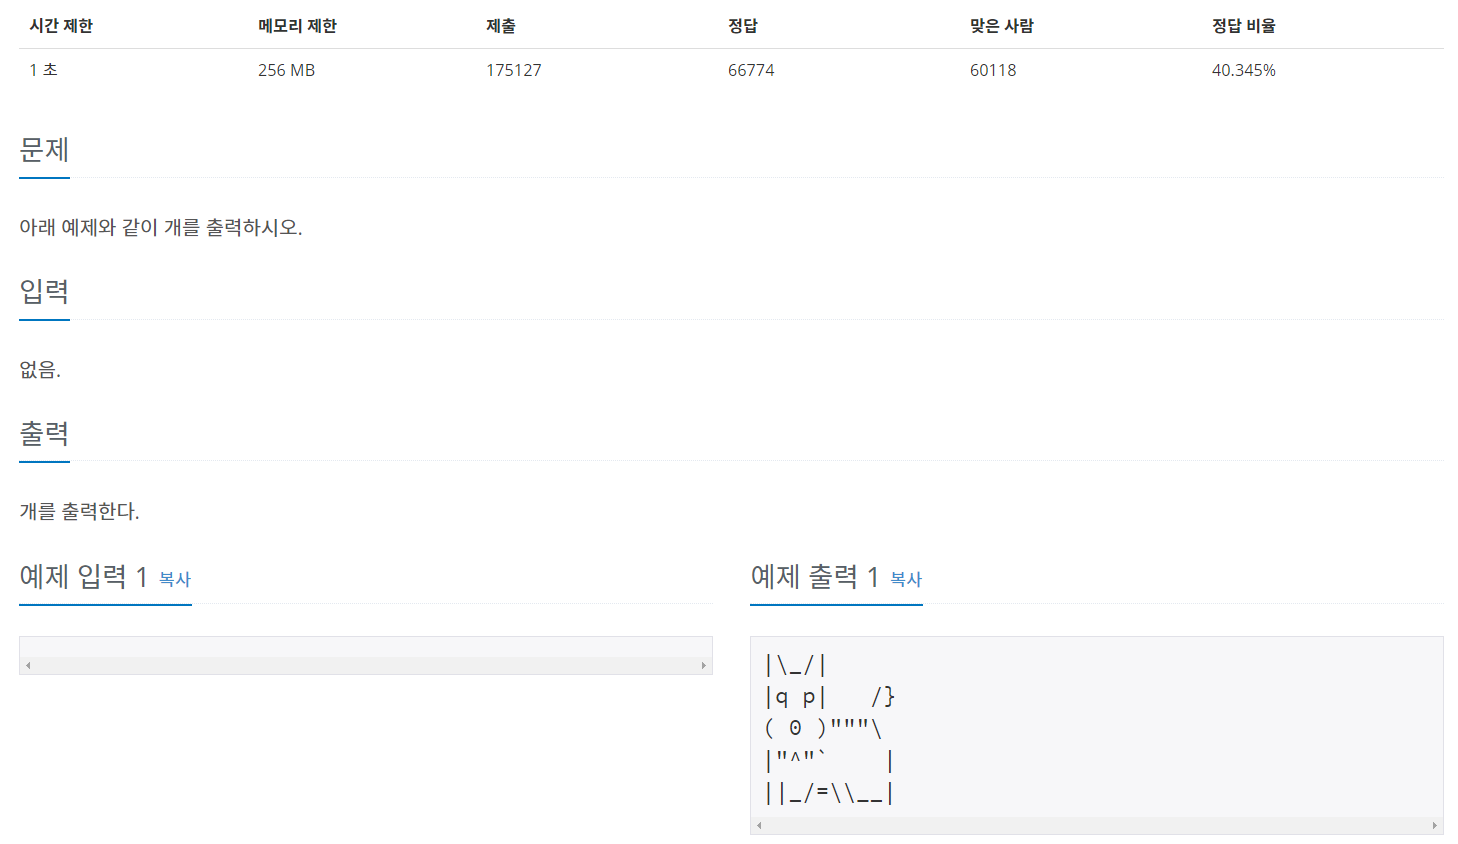 시간 제한 메모리 제한 제출 정답 맞은 사람 정답 비율
1 초 256 MB 175127 66774 60118 40.345%
문제
아래 예제와 같이 개를 출력하시오.
입력
없음.
출력
개를 출력한다.
예제 입력 1 복사
예제 출력 1 복사
|\_/|
|q p|   /}
( 0 )"""\
|"^"`    |
||_/=\\__|